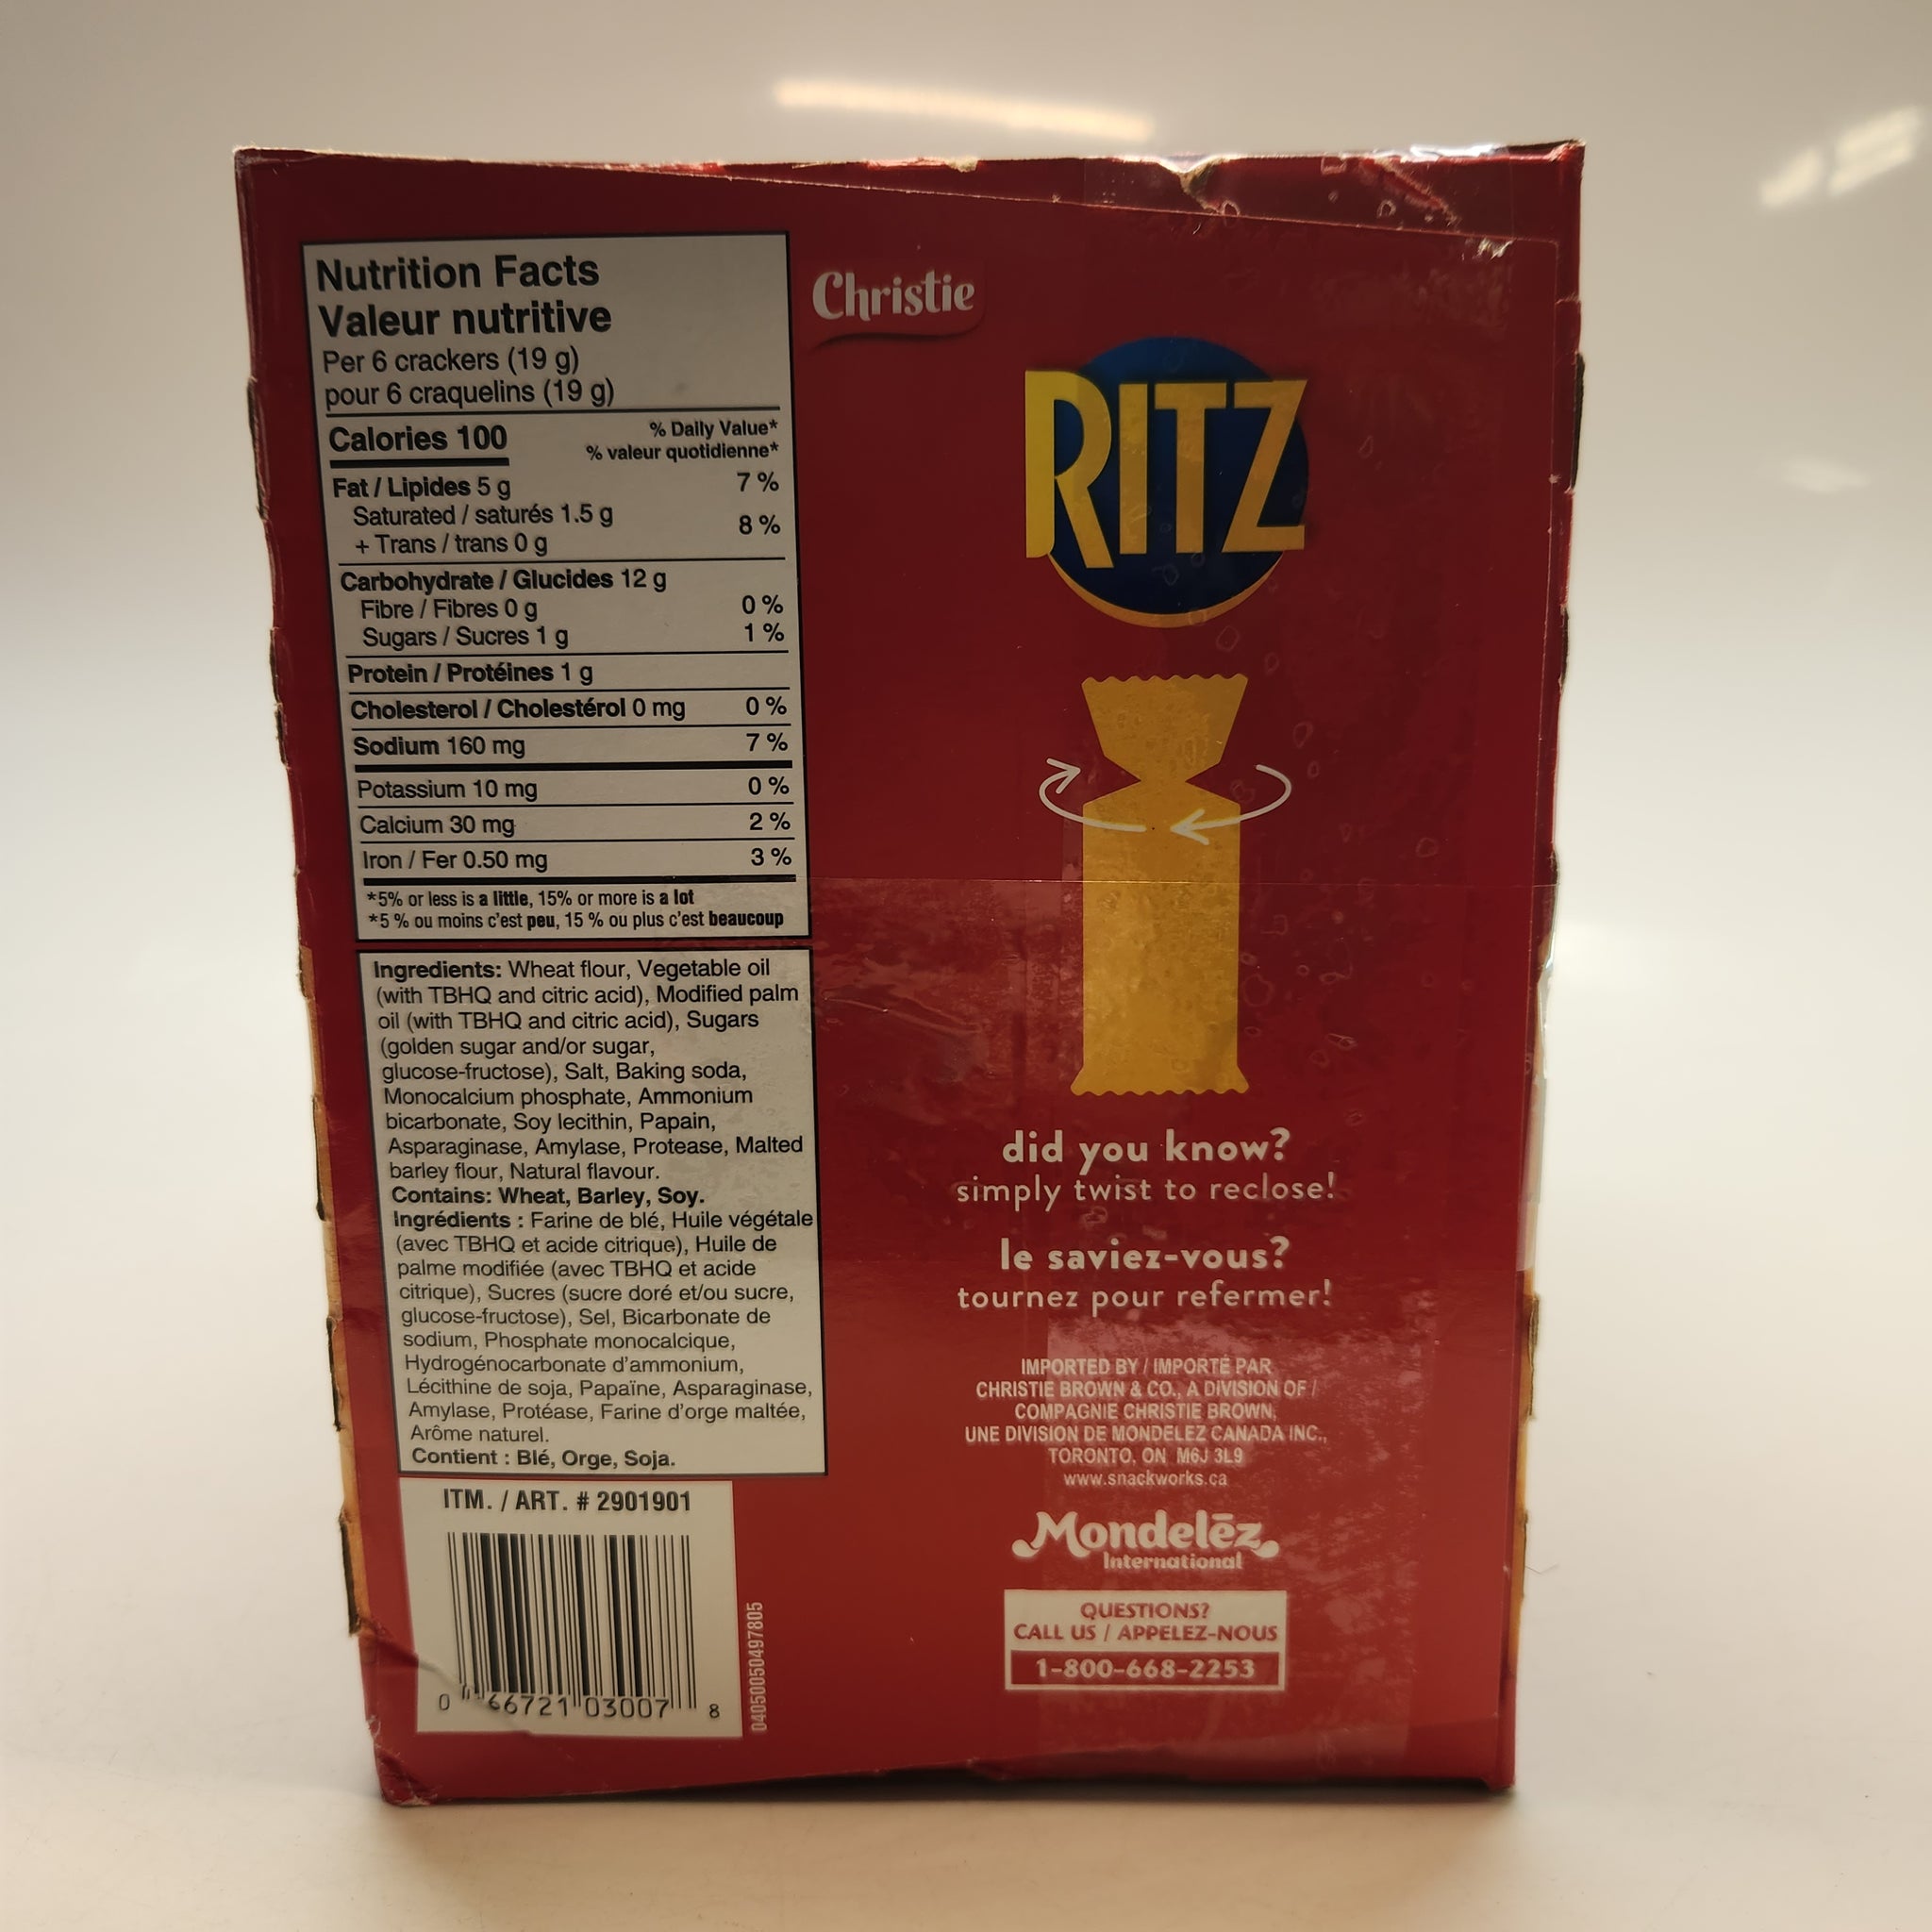 Nutrition Facts
Valeur nutritive
Per 6 crackers (19 g)
pour 6 craquelins (19 g)
Calories 100
% Daily Value*
% valeur quotidienne*
Fat / Lipides 5 g 7 %
Saturated / saturés 1.5 g
+ Trans / trans 0 g 8 %
Carbohydrate / Glucides 12 g
Fibre / Fibres 0 g 0 %
Sugars / Sucres 1 g 1 %
Protein / Protéines 1 g
Cholesterol / Cholestérol 0 mg 0 %
Sodium 160 mg 7 %
Potassium 10 mg 0 %
Calcium 30 mg 2 %
Iron / Fer 0.50 mg 3 %
*5% or less is a little, 15% or more is a lot
*5 % ou moins c'est peu, 15 % ou plus c'est beaucoup
Ingredients: Wheat flour, Vegetable oil
(with TBHQ and citric acid), Modified palm
oil (with TBHQ and citric acid), Sugars
(golden sugar and/or sugar,
glucose-fructose), Salt, Baking soda,
Monocalcium phosphate, Ammonium
bicarbonate, Soy lecithin, Papain,
Asparaginase, Amylase, Protease, Malted
barley flour, Natural flavour.
Contains: Wheat, Barley, Soy.
Ingrédients : Farine de blé, Huile végétale
(avec TBHQ et acide citrique), Huile de
palme modifiée (avec TBHQ et acide
citrique), Sucres (sucre doré et/ou sucre,
glucose-fructose), Sel, Bicarbonate de
sodium, Phosphate monocalcique,
Hydrogénocarbonate d'ammonium,
Lécithine de soja, Papaïne, Asparaginase,
Amylase, Protéase, Farine d'orge maltée,
Arôme naturel.
Contient : Blé, Orge, Soja.
ITM. / ART. # 2901901
0 66721 03007 8
04050050497805
Christie
RITZ
did you know?
simply twist to reclose!
le saviez-vous?
tournez pour refermer!
IMPORTED BY / IMPORTÉ PAR
CHRISTIE BROWN & CO., A DIVISION OF /
COMPAGNIE CHRISTIE BROWN,
UNE DIVISION DE MONDELEZ CANADA INC.,
TORONTO, ON M6J 3L9
www.snackworks.ca
Mondelēz
International
QUESTIONS?
CALL US / APPELEZ-NOUS
1-800-668-2253